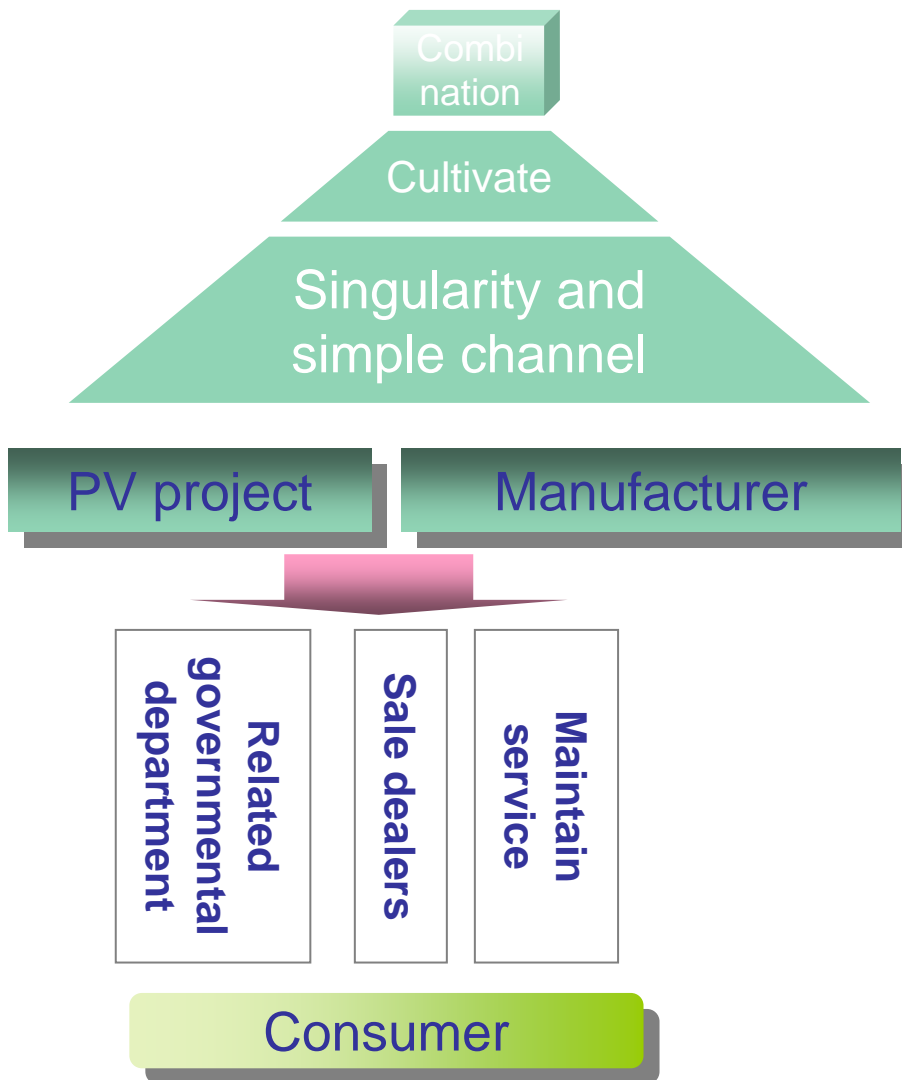 Combi
nation
Cultivate
Singularity and
simple channel
PV project
Manufacturer
Related
governmental
department
Sale dealers
Maintain
service
Consumer